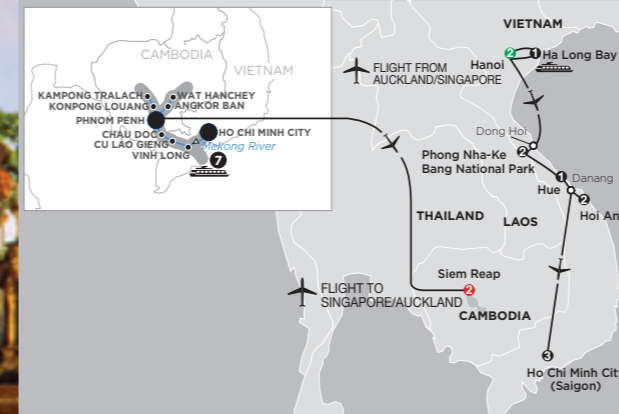 CAMBODIA
VIETNAM
KAMPONG TRALACH
WAT HANCHEY
KONPONG LOUANG
ANGKOR BAN
PHNOM PENH
CHAU DOC
HO CHI MINH CITY
CU LAO GIENG
Mekong River
VINH LONG
7
VIETNAM
2
1
Ha Long Bay
Hanoi
FLIGHT FROM
AUCKLAND/SINGAPORE
Dong Hoi
Phong Nha-Ke
Bang National Park
2
1
Danang
Hue
2
Hoi An
THAILAND
LAOS
Siem Reap
2
FLIGHT TO
SINGAPORE/AUCKLAND
CAMBODIA
3
Ho Chi Minh City
(Saigon)